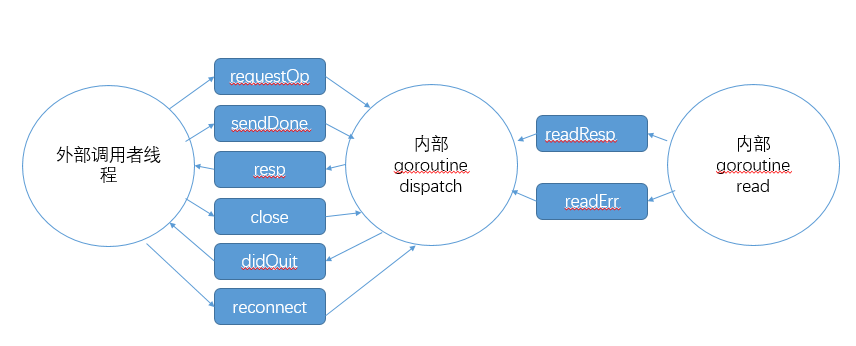 外部调用者线
程
requestOp
sendDone
resp
close
didQuit
reconnect
内部
goroutine
dispatch
readResp
readErr
内部
goroutine
read